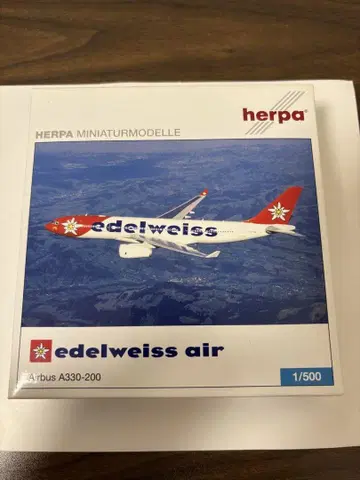 herpa
HERPA MINIATURMODELLE
edelweiss
edelweiss air
Airbus A330-200
1/500